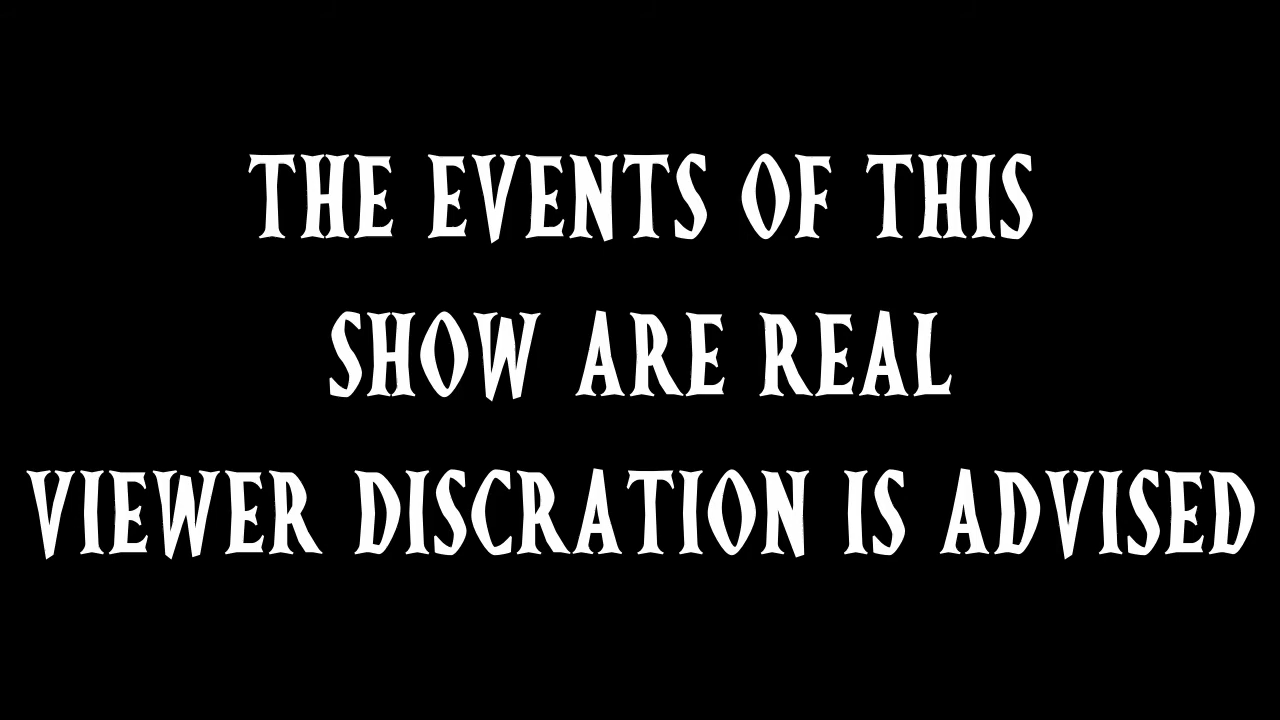 THE EVENTS OF THIS
SHOW ARE REAL
VIEWER DISCRATION IS ADVISED